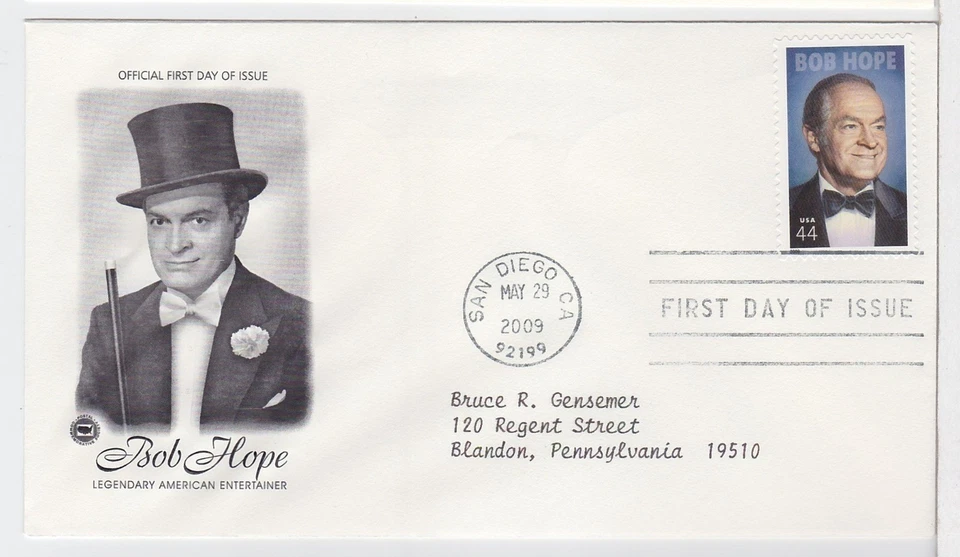 OFFICIAL FIRST DAY OF ISSUE
BOB HOPE
USA
44
SAN DIEGO CA
MAY 29
2009
92199
FIRST DAY OF ISSUE
Bruce R. Gensemer
120 Regent Street
Blandon, Pennsylvania 19510
Bob Hope
LEGENDARY AMERICAN ENTERTAINER